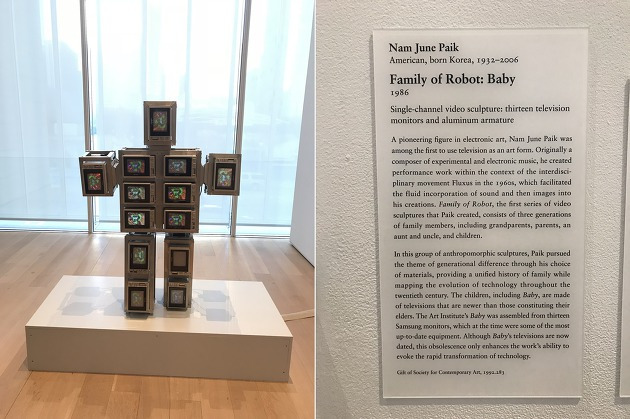 Nam June Paik
American, born Korea, 1932–2006
Family of Robot: Baby
1986
Single-channel video sculpture: thirteen television
monitors and aluminum armature
A pioneering figure in electronic art, Nam June Paik was
among the first to use television as an art form. Originally a
composer of experimental and electronic music, he created
performance work within the context of the interdisci-
plinary movement Fluxus in the 1960s, which facilitated
the fluid incorporation of sound and then images into
his creations. Family of Robot, the first series of video
sculptures that Paik created, consists of three generations
of family members, including grandparents, parents, an
aunt and uncle, and children.
In this group of anthropomorphic sculptures, Paik pursued
the theme of generational difference through his choice
of materials, providing a unified history of family while
mapping the evolution of technology throughout the
twentieth century. The children, including Baby, are made
of televisions that are newer than those constituting their
elders. The Art Institute's Baby was assembled from thirteen
Samsung monitors, which at the time were some of the most
up-to-date equipment. Although Baby's televisions are now
dated, this obsolescence only enhances the work's ability to
evoke the rapid transformation of technology.
Gift of Society for Contemporary Art, 1992.283